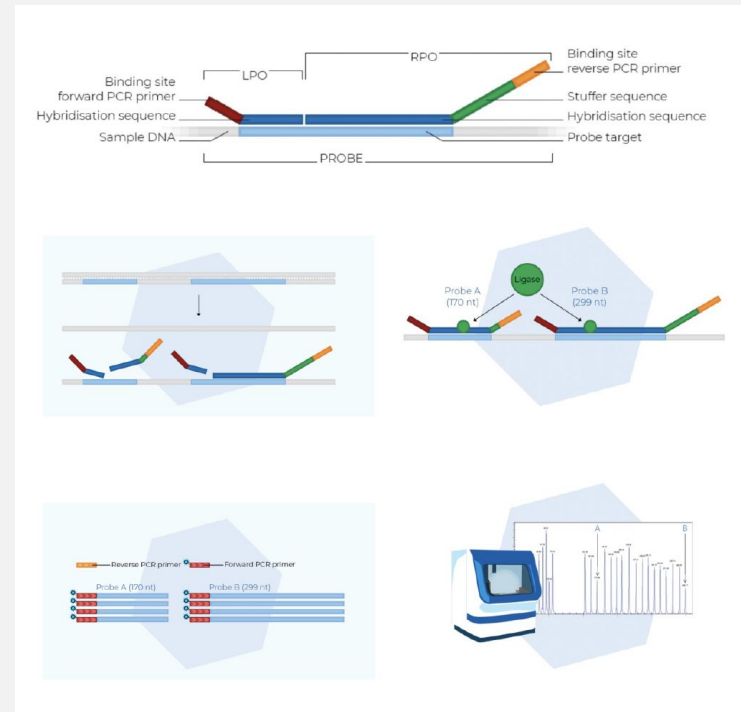 LPO
RPO
Binding site
forward PCR primer
Hybridisation sequence
Sample DNA
Binding site
reverse PCR primer
Stuffer sequence
Hybridisation sequence
Probe target
PROBE
Ligase
Probe A
(170 nt)
Probe B
(299 nt)
Reverse PCR primer
Forward PCR primer
Probe A (170 nt)
Probe B (299 nt)
A
B